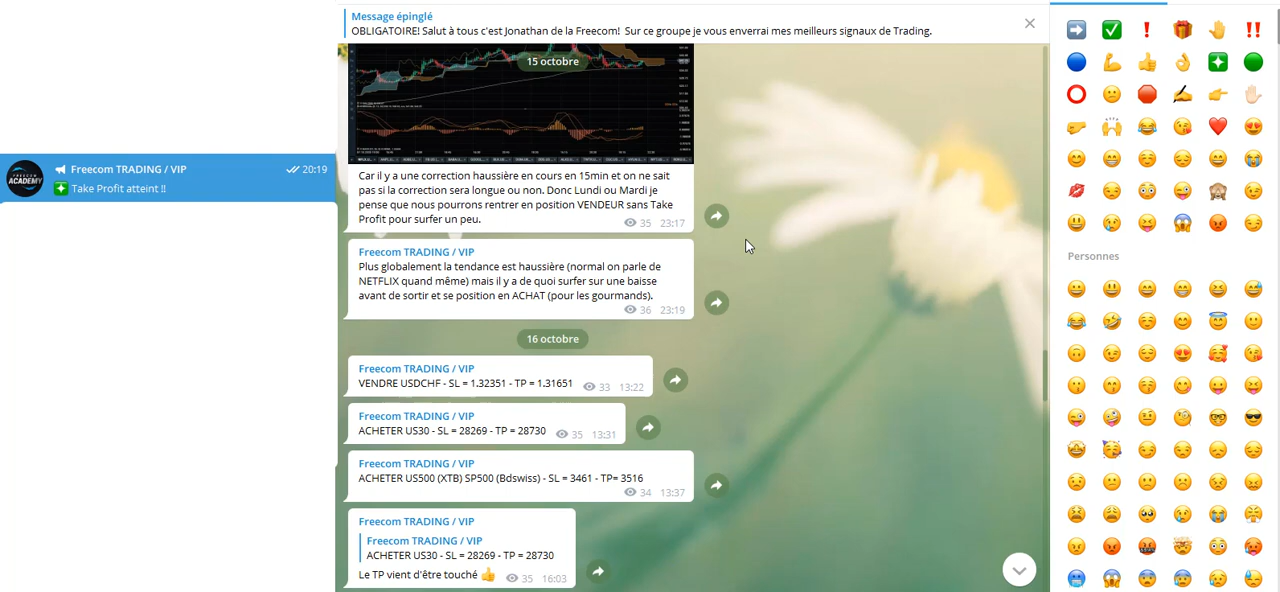 Message épinglé
OBLIGATOIRE! Salut à tous c'est Jonathan de la Freecom! Sur ce groupe je vous enverrai mes meilleurs signaux de Trading.
15 octobre
FREECOM
ACADEMY
Freecom TRADING / VIP 20:19
Take Profit atteint !!
Car il y a une correction haussière en cours en 15min et on ne sait
pas si la correction sera longue ou non. Donc Lundi ou Mardi je
pense que nous pourrons rentrer en position VENDEUR sans Take
Profit pour surfer un peu. 35 23:17
Freecom TRADING / VIP
Plus globalement la tendance est haussière (normal on parle de
NETFLIX quand même) mais il y a de quoi surfer sur une baisse
avant de sortir et se position en ACHAT (pour les gourmands).
36 23:19
16 octobre
Freecom TRADING / VIP
VENDRE USDCHF - SL = 1.32351 - TP = 1.31651 33 13:22
Freecom TRADING / VIP
ACHETER US30 - SL = 28269 - TP = 28730 35 13:31
Freecom TRADING / VIP
ACHETER US500 (XTB) SP500 (Bdswiss) - SL = 3461 - TP= 3516
34 13:37
Freecom TRADING / VIP
Freecom TRADING / VIP
ACHETER US30 - SL = 28269 - TP = 28730
Le TP vient d'être touché 👍 35 16:03
Personnes